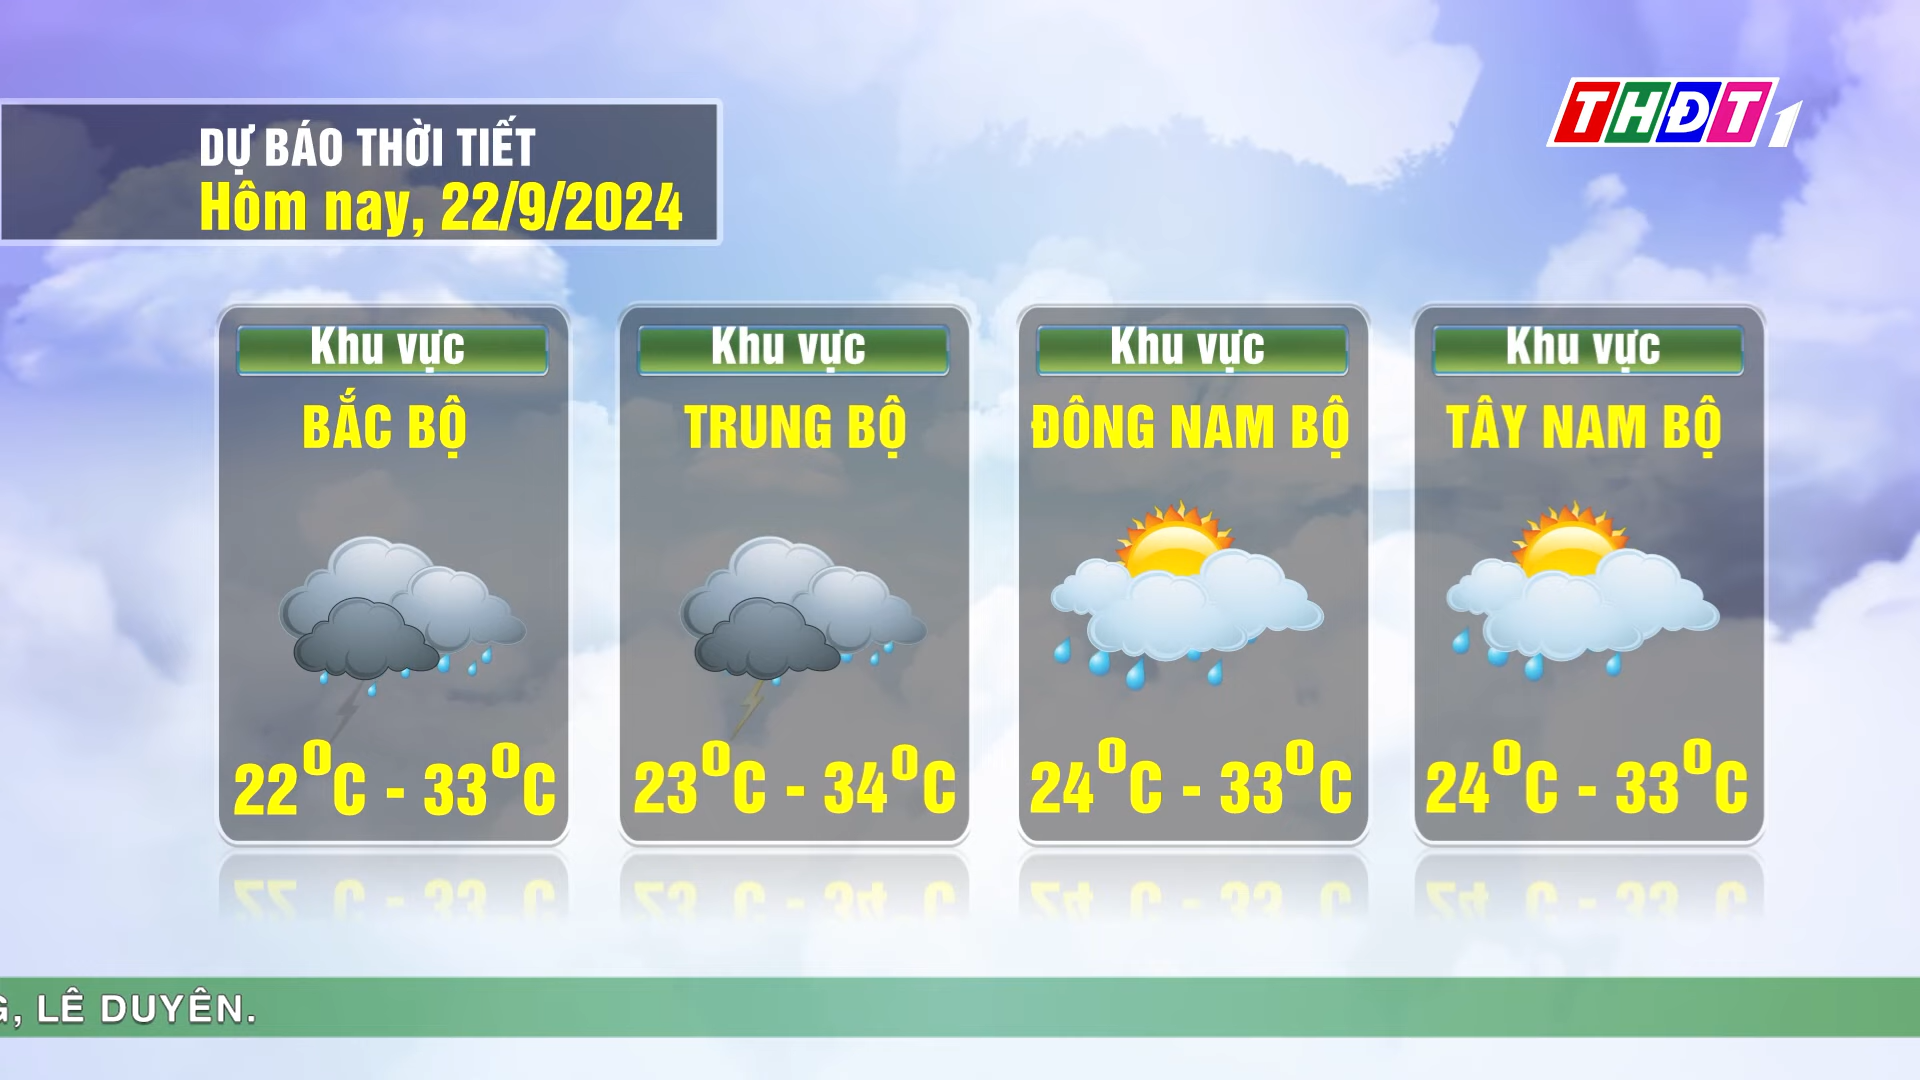 THĐT1
DỰ BÁO THỜI TIẾT
Hôm nay, 22/9/2024
Khu vực
BẮC BỘ
22°C - 33°C
Khu vực
TRUNG BỘ
23°C - 34°C
Khu vực
ĐÔNG NAM BỘ
24°C - 33°C
Khu vực
TÂY NAM BỘ
24°C - 33°C
, LÊ DUYÊN.